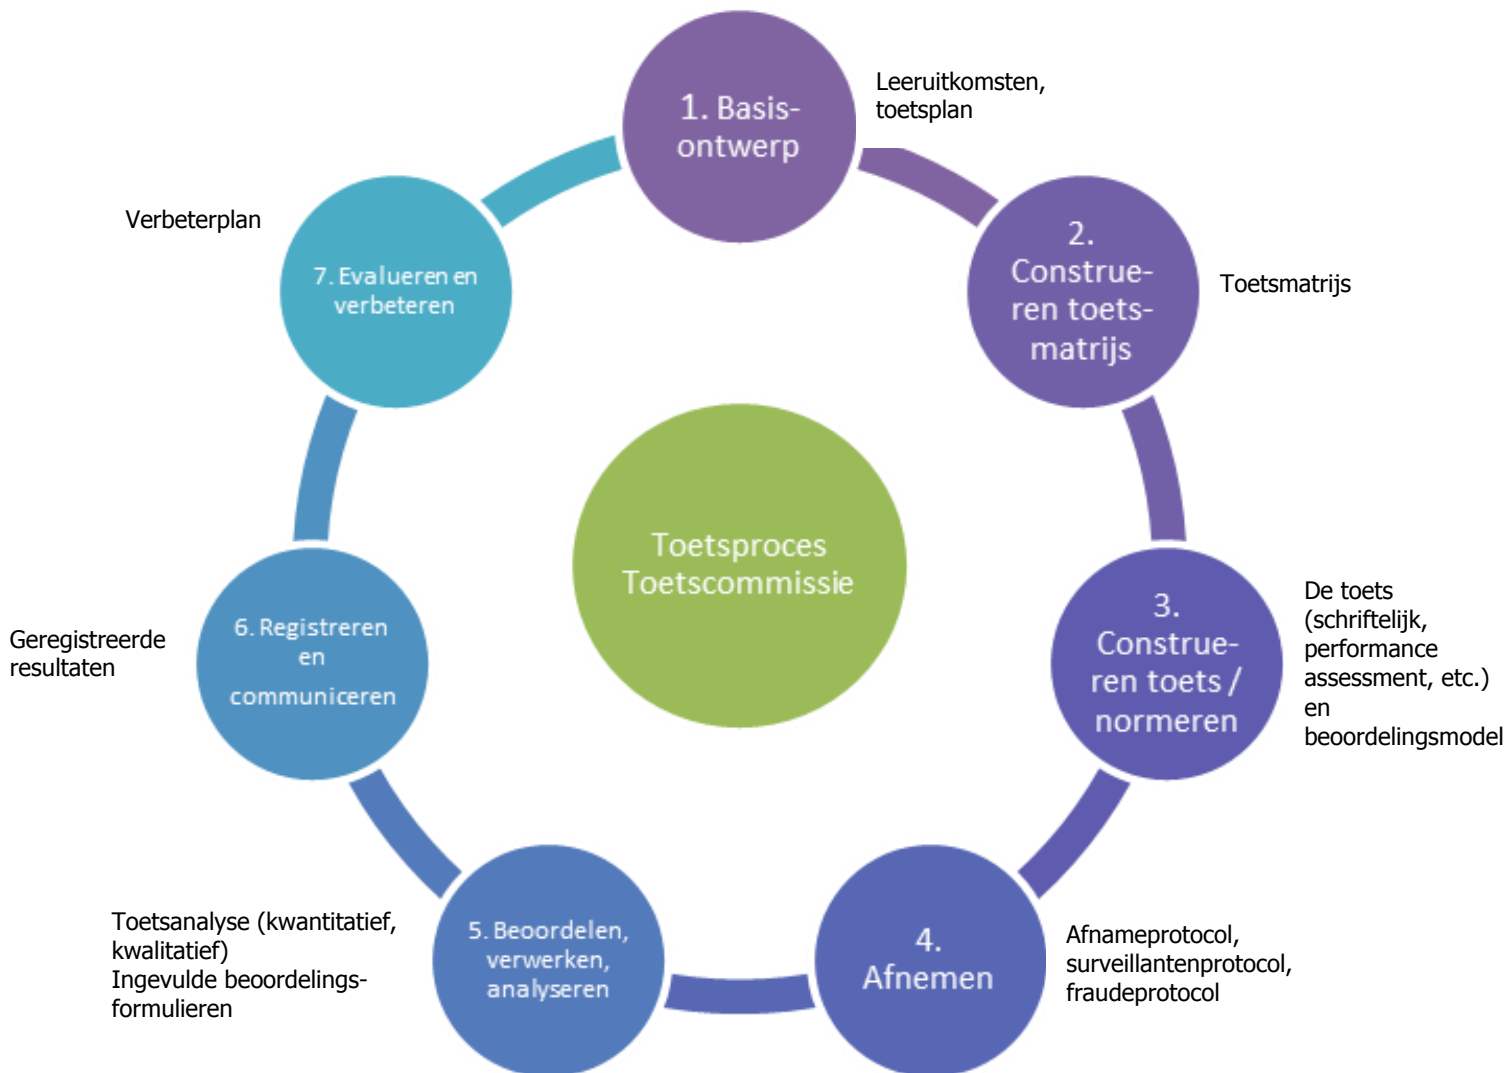 1. Basis-
ontwerp
Leeruitkomsten,
toetsplan
2.
Construe-
ren toets-
matrijs
Toetsmatrijs
3.
Construe-
ren toets /
normeren
De toets
(schriftelijk,
performance
assessment, etc.)
en
beoordelingsmodel
4.
Afnemen
Afnameprotocol,
surveillantenprotocol,
fraudeprotocol
5. Beoordelen,
verwerken,
analyseren
Toetsanalyse (kwantitatief,
kwalitatief)
Ingevulde beoordelings-
formulieren
6. Registreren
en
communiceren
Geregistreerde
resultaten
7. Evalueren en
verbeteren
Verbeterplan
Toetsproces
Toetscommissie